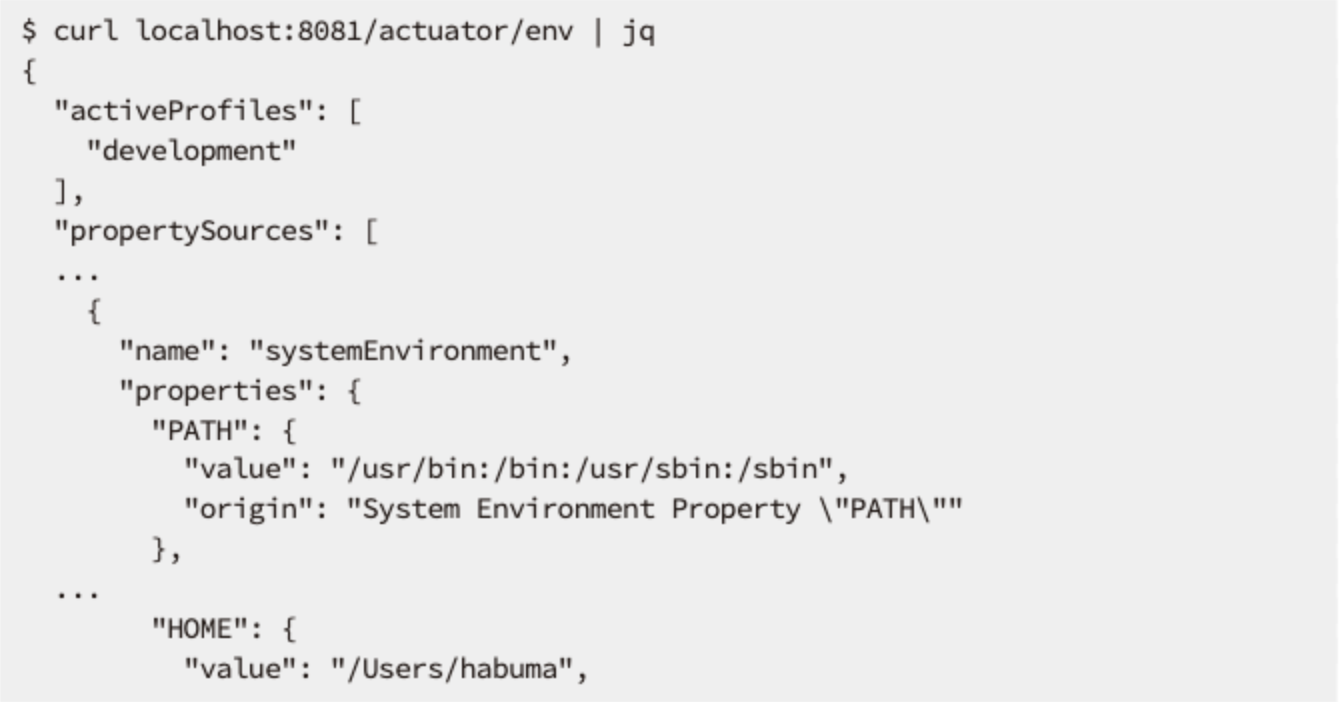 $ curl localhost:8081/actuator/env | jq
{
  "activeProfiles": [
    "development"
  ],
  "propertySources": [
  ...
    {
      "name": "systemEnvironment",
      "properties": {
        "PATH": {
          "value": "/usr/bin:/bin:/usr/sbin:/sbin",
          "origin": "System Environment Property \"PATH\""
        },
  ...
        "HOME": {
          "value": "/Users/habuma",